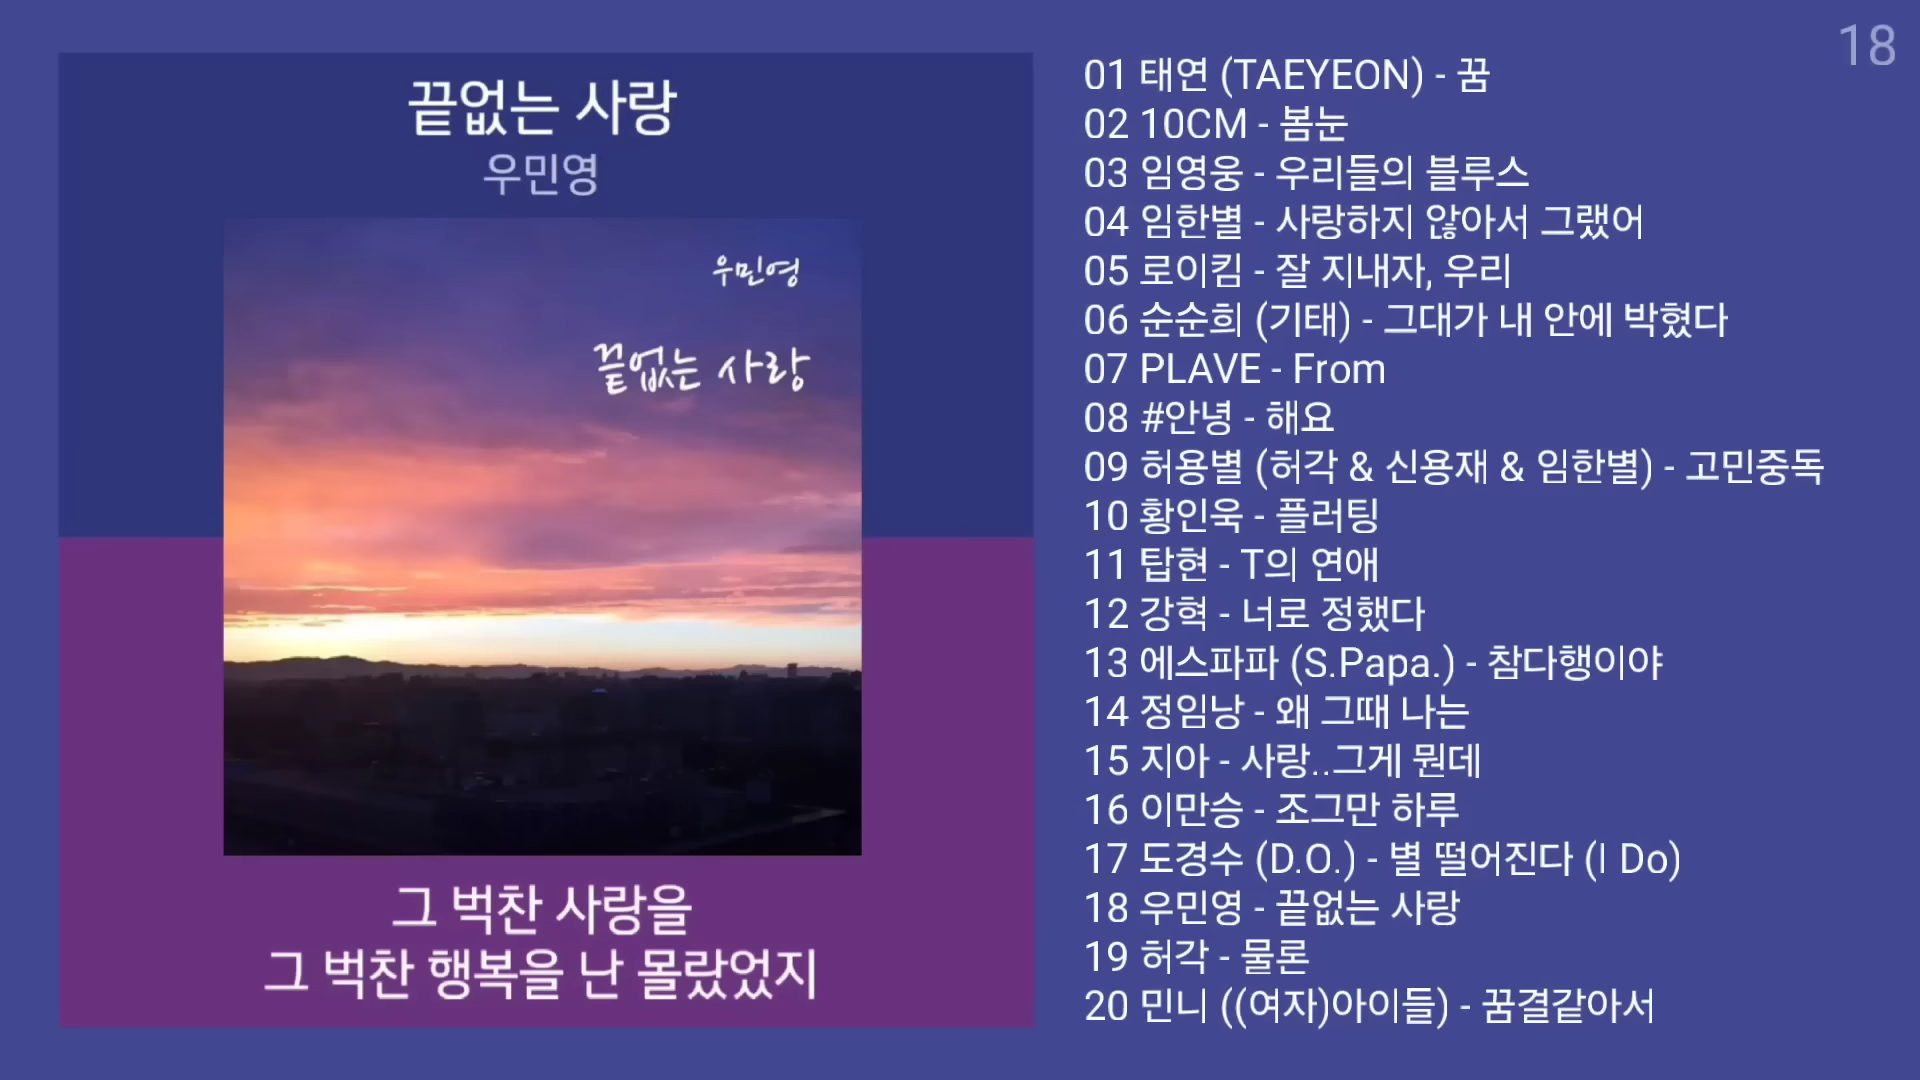 끝없는 사랑
우민영
우민영
끝없는 사랑
그 벅찬 사랑을
그 벅찬 행복을 난 몰랐었지
18
01 태연 (TAEYEON) - 꿈
02 10CM - 봄눈
03 임영웅 - 우리들의 블루스
04 임한별 - 사랑하지 않아서 그랬어
05 로이킴 - 잘 지내자, 우리
06 순순희 (기태) - 그대가 내 안에 박혔다
07 PLAVE - From
08 #안녕 - 해요
09 허용별 (허각 & 신용재 & 임한별) - 고민중독
10 황인욱 - 플러팅
11 탑현 - T의 연애
12 강혁 - 너로 정했다
13 에스파파 (S.Papa.) - 참다행이야
14 정임낭 - 왜 그때 나는
15 지아 - 사랑..그게 뭔데
16 이만승 - 조그만 하루
17 도경수 (D.O.) - 별 떨어진다 (I Do)
18 우민영 - 끝없는 사랑
19 허각 - 물론
20 민니 ((여자)아이들) - 꿈결같아서